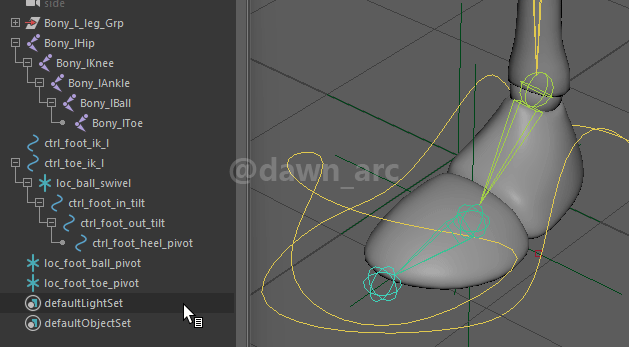 side
Bony_L_leg_Grp
Bony_lHip
Bony_lKnee
Bony_lAnkle
Bony_lBall
Bony_lToe
ctrl_foot_ik_l
ctrl_toe_ik_l
loc_ball_swivel
ctrl_foot_in_tilt
ctrl_foot_out_tilt
ctrl_foot_heel_pivot
loc_foot_ball_pivot
loc_foot_toe_pivot
defaultLightSet
defaultObjectSet
@dawn_arc